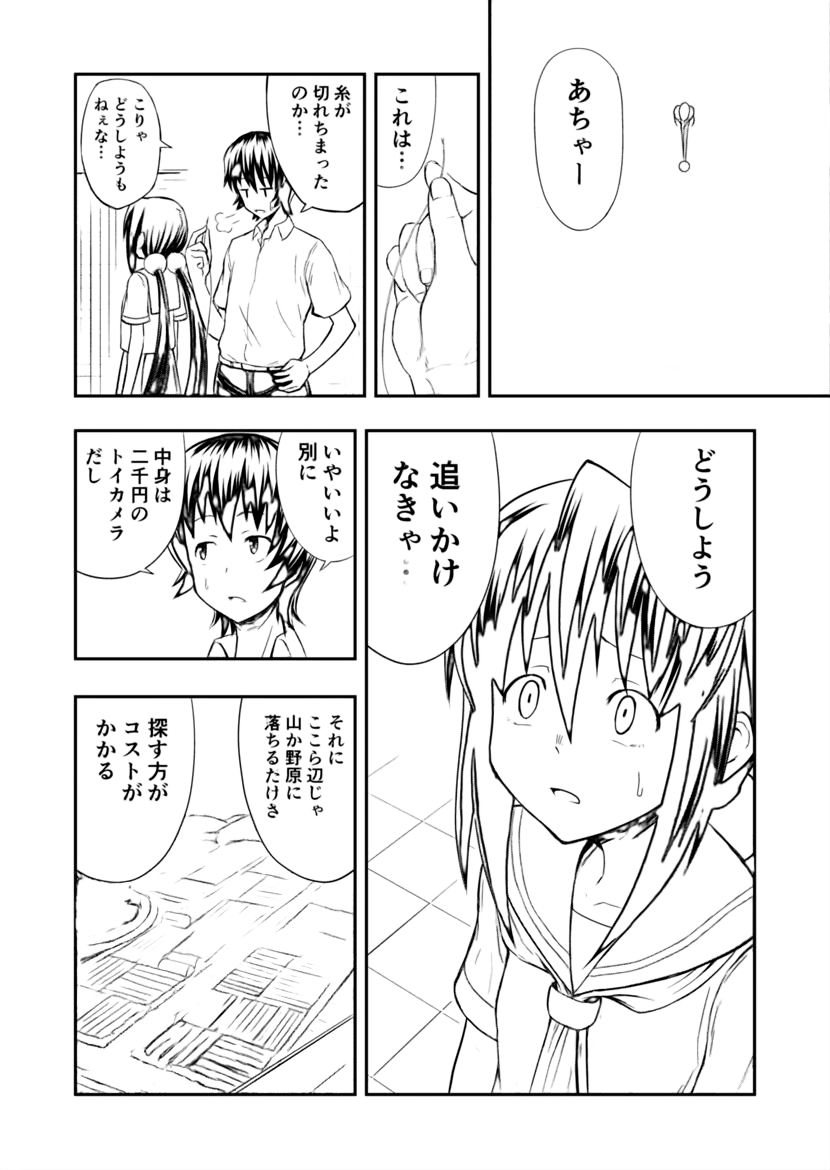 あちゃー
これは…
糸が
切れちまった
のか…
こりゃ
どうしようも
ねぇな…
どうしよう
追いかけ
なきゃ…
いやいいよ
別に
中身は
二千円の
トイカメラ
だし
それに
ここら辺じゃ
山か野原に
落ちるたけさ
探す方が
コストが
かかる